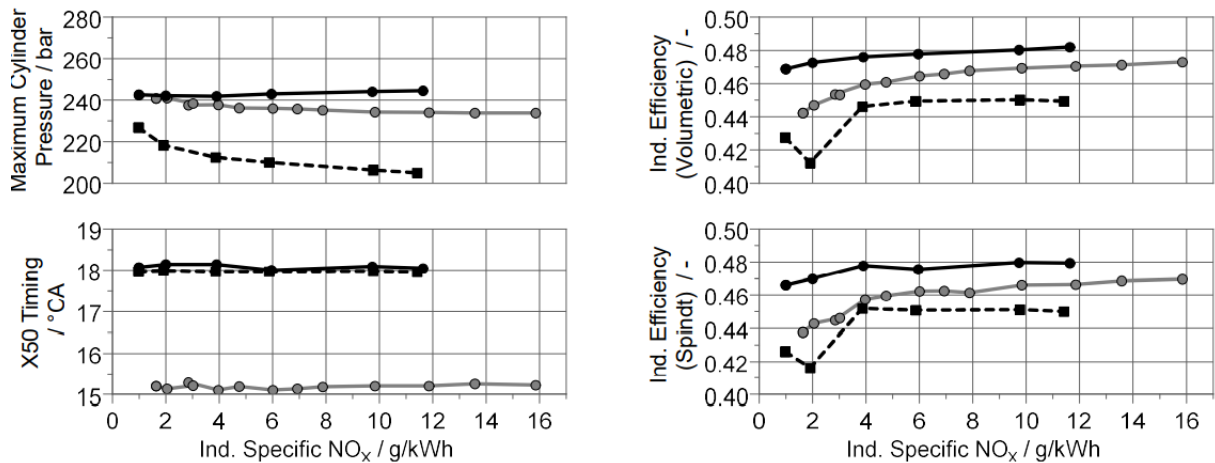 Maximum Cylinder
Pressure / bar
280
260
240
220
200
180
Ind. Efficiency
(Volumetric) / -
0.50
0.48
0.46
0.44
0.42
0.40
X50 Timing
/ °CA
19
18
17
16
15
0 2 4 6 8 10 12 14 16
Ind. Specific NOX / g/kWh
Ind. Efficiency
(Spindt) / -
0.50
0.48
0.46
0.44
0.42
0.40
0 2 4 6 8 10 12 14 16
Ind. Specific NOX / g/kWh